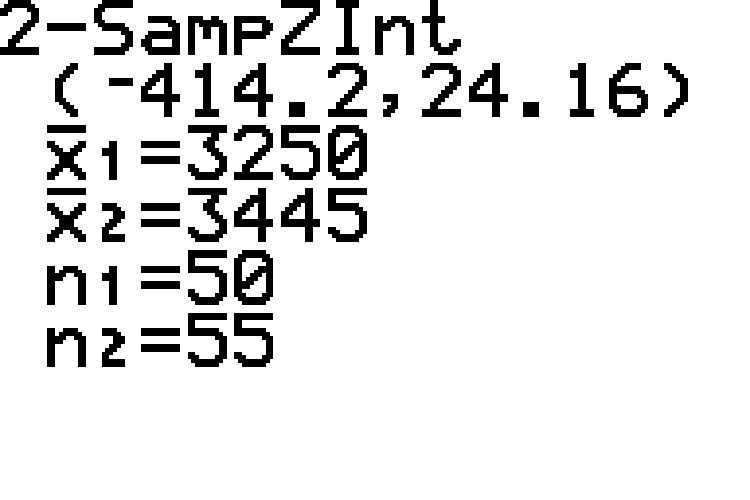 2-SampZInt
(-414.2,24.16)
x̄1=3250
x̄2=3445
n1=50
n2=55